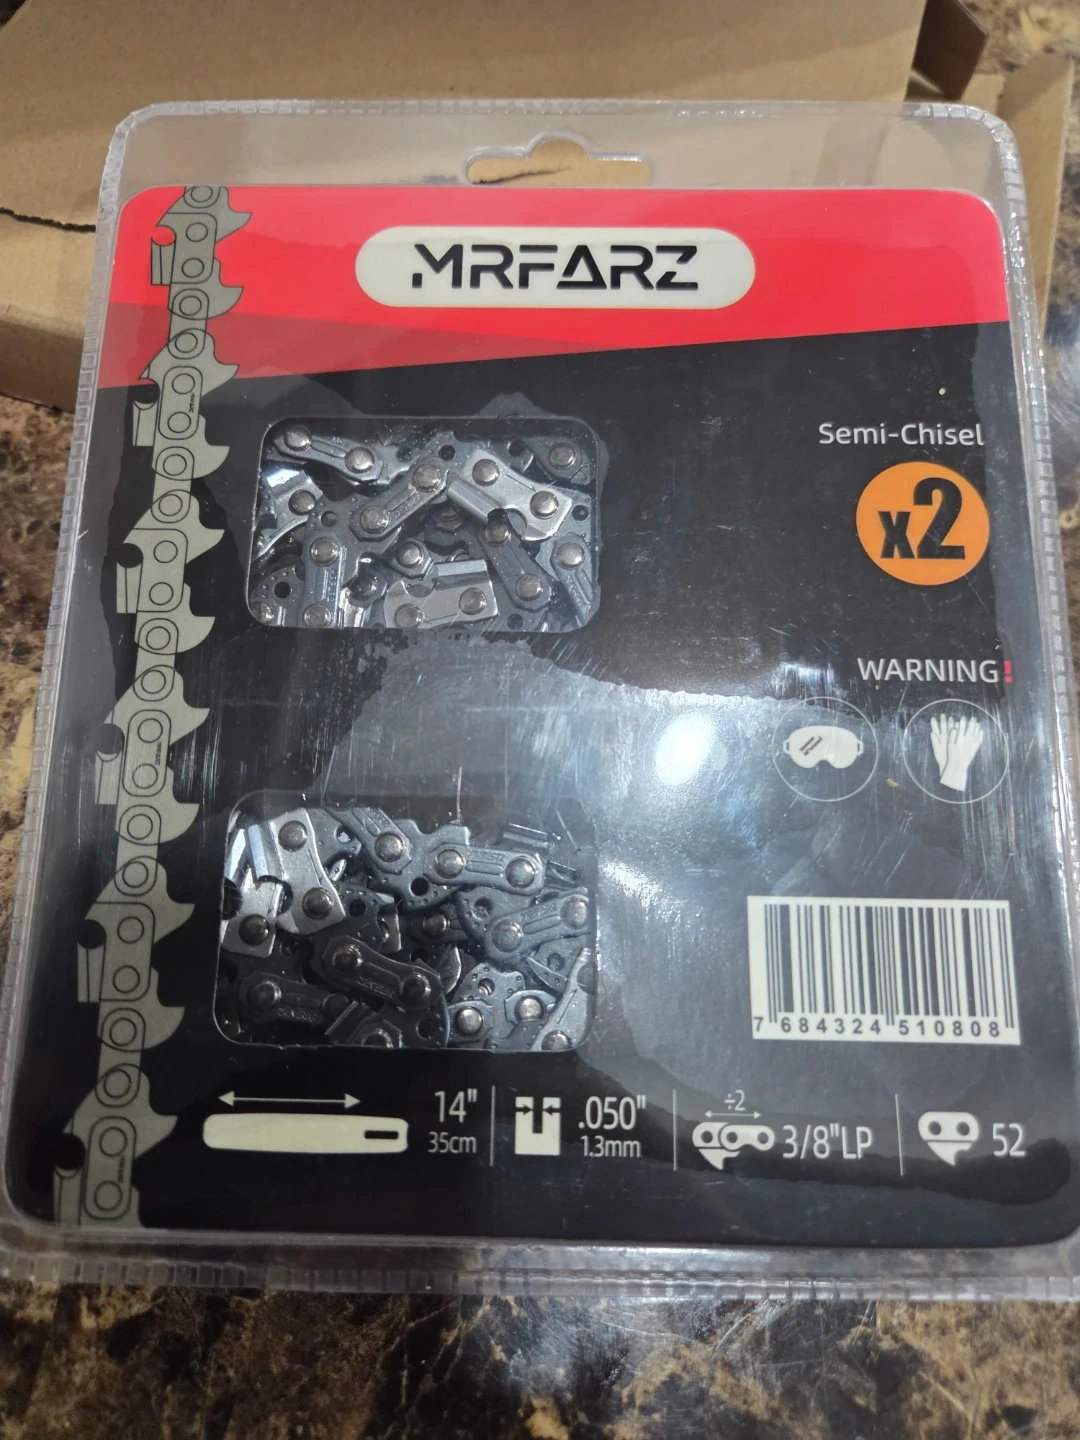 MRFARZ
Semi-Chisel
x2
WARNING!
7 684324 510808
14"
35cm
.050"
1.3mm
÷2
3/8"LP
52